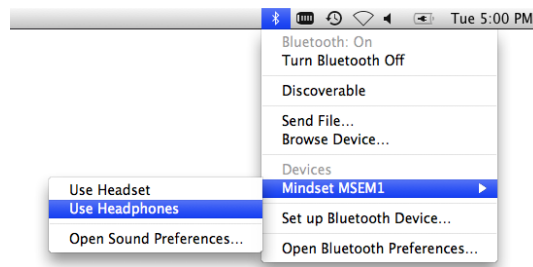 Tue 5:00 PM
Bluetooth: On
Turn Bluetooth Off
Discoverable
Send File...
Browse Device...
Devices
Mindset MSEM1
Set up Bluetooth Device...
Open Bluetooth Preferences...
Use Headset
Use Headphones
Open Sound Preferences...